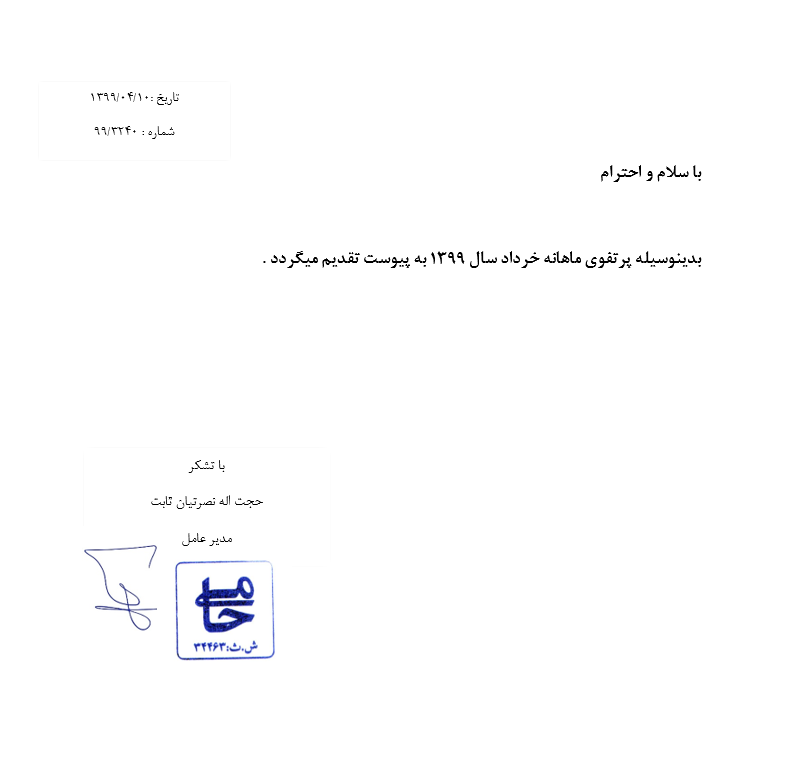 تاریخ :۱۳۹۹/۰۴/۱۰
شماره : ۹۹/۳۲۴۰
با سلام و احترام
بدینوسیله پرتفوی ماهانه خرداد سال ۱۳۹۹ به پیوست تقدیم میگردد .
با تشکر
حجت اله نصرتیان ثابت
مدیر عامل
حامی
ش.ث:۳۴۴۶۳